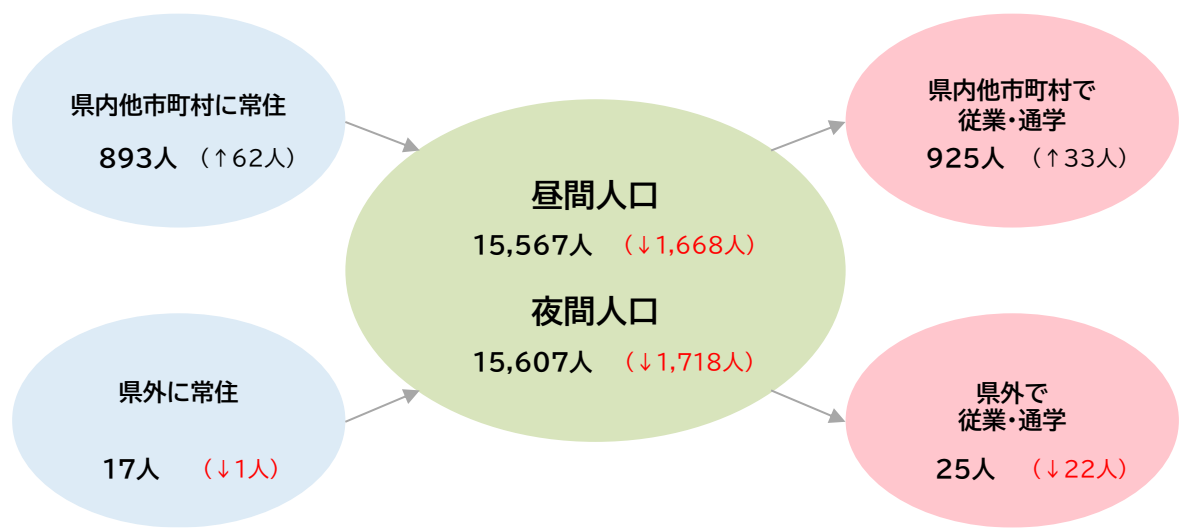 県内他市町村に常住
893人 (↑62人)
県外に常住
17人 (↓1人)
昼間人口
15,567人 (↓1,668人)
夜間人口
15,607人 (↓1,718人)
県内他市町村で
従業・通学
925人 (↑33人)
県外で
従業・通学
25人 (↓22人)